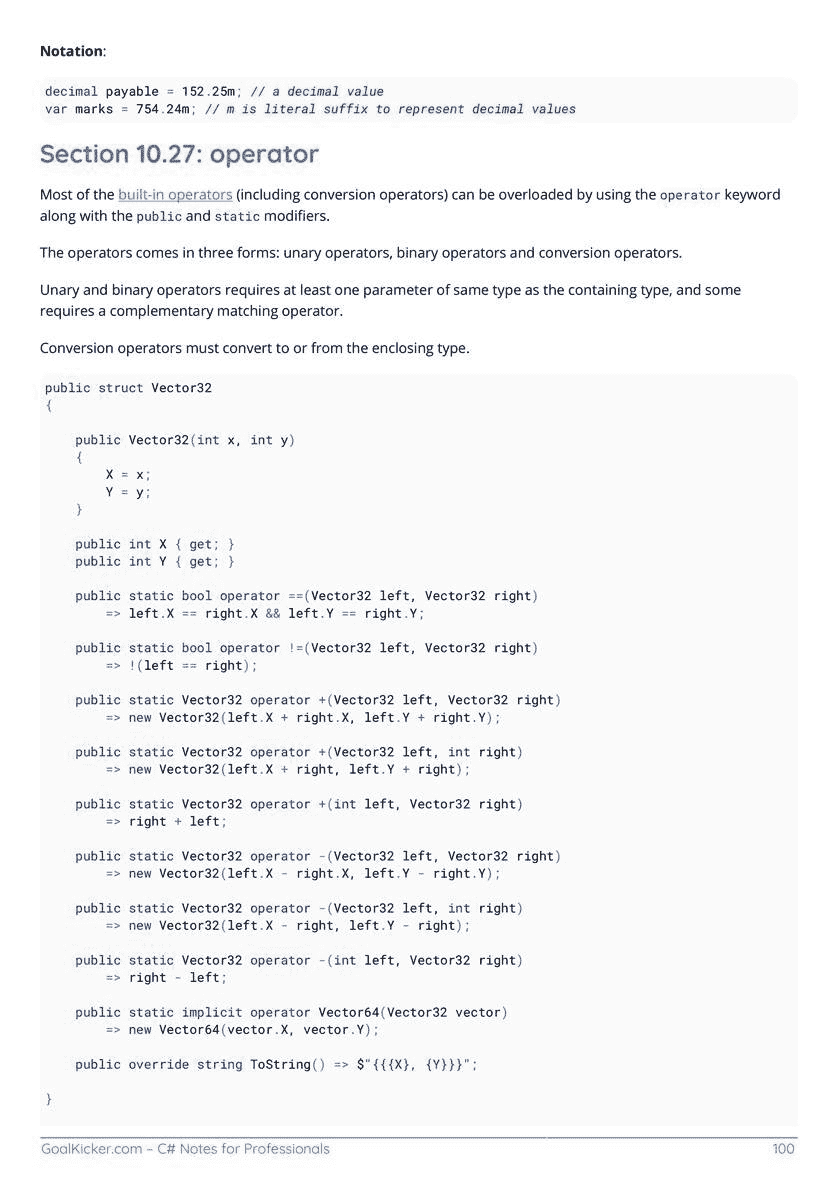 Notation:
decimal payable = 152.25m; // a decimal value
var marks = 754.24m; // m is literal suffix to represent decimal values
Section 10.27: operator
Most of the built-in operators (including conversion operators) can be overloaded by using the operator keyword
along with the public and static modifiers.
The operators comes in three forms: unary operators, binary operators and conversion operators.
Unary and binary operators requires at least one parameter of same type as the containing type, and some
requires a complementary matching operator.
Conversion operators must convert to or from the enclosing type.
public struct Vector32
{
    public Vector32(int x, int y)
    {
        X = x;
        Y = y;
    }
    public int X { get; }
    public int Y { get; }
    public static bool operator ==(Vector32 left, Vector32 right)
        => left.X == right.X && left.Y == right.Y;
    public static bool operator !=(Vector32 left, Vector32 right)
        => !(left == right);
    public static Vector32 operator +(Vector32 left, Vector32 right)
        => new Vector32(left.X + right.X, left.Y + right.Y);
    public static Vector32 operator +(Vector32 left, int right)
        => new Vector32(left.X + right, left.Y + right);
    public static Vector32 operator +(int left, Vector32 right)
        => right + left;
    public static Vector32 operator -(Vector32 left, Vector32 right)
        => new Vector32(left.X - right.X, left.Y - right.Y);
    public static Vector32 operator -(Vector32 left, int right)
        => new Vector32(left.X - right, left.Y - right);
    public static Vector32 operator -(int left, Vector32 right)
        => right - left;
    public static implicit operator Vector64(Vector32 vector)
        => new Vector64(vector.X, vector.Y);
    public override string ToString() => $"{{{X}, {Y}}}";
}
GoalKicker.com – C# Notes for Professionals 100